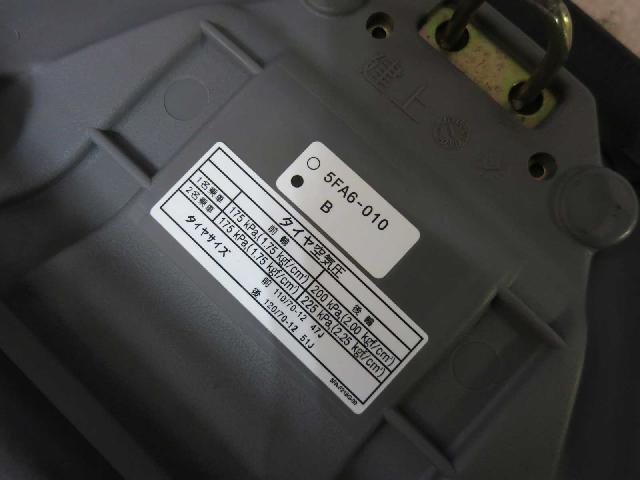 建上
5FA6-010
B
タイヤ空気圧
前輪 後輪
1名乗車 175 kPa(1.75 kgf/cm²) 200 kPa(2.00 kgf/cm²)
2名乗車 175 kPa(1.75 kgf/cm²) 225 kPa(2.25 kgf/cm²)
タイヤサイズ 前 110/70-12 47J
後 120/70-12 51J